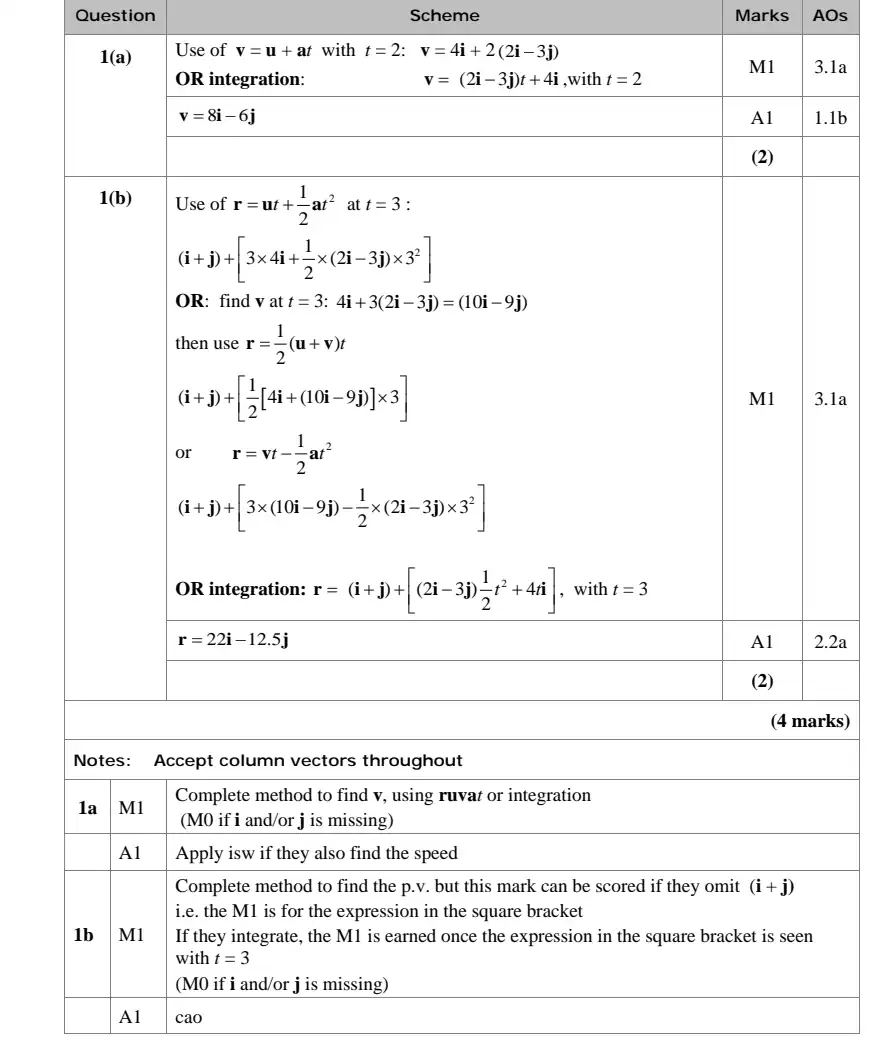 Question Scheme Marks AOs
1(a) Use of v = u + at with t = 2: v = 4i + 2(2i − 3j)
OR integration: v = (2i − 3j)t + 4i ,with t = 2
M1 3.1a
v = 8i − 6j A1 1.1b
(2)
1(b) Use of r = ut + 1/2 at² at t = 3 :
(i + j) + [3 × 4i + 1/2 × (2i − 3j) × 3²]
OR: find v at t = 3: 4i + 3(2i − 3j) = (10i − 9j)
then use r = 1/2 (u + v)t
(i + j) + [1/2 [4i + (10i − 9j)] × 3]
M1 3.1a
or r = vt − 1/2 at²
(i + j) + [3 × (10i − 9j) − 1/2 × (2i − 3j) × 3²]
OR integration: r = (i + j) + [(2i − 3j) 1/2 t² + 4ti], with t = 3
r = 22i − 12.5j A1 2.2a
(2)
(4 marks)
Notes: Accept column vectors throughout
1a M1 Complete method to find v, using ruvat or integration
(M0 if i and/or j is missing)
A1 Apply isw if they also find the speed
1b M1 Complete method to find the p.v. but this mark can be scored if they omit (i + j)
i.e. the M1 is for the expression in the square bracket
If they integrate, the M1 is earned once the expression in the square bracket is seen
with t = 3
(M0 if i and/or j is missing)
A1 cao